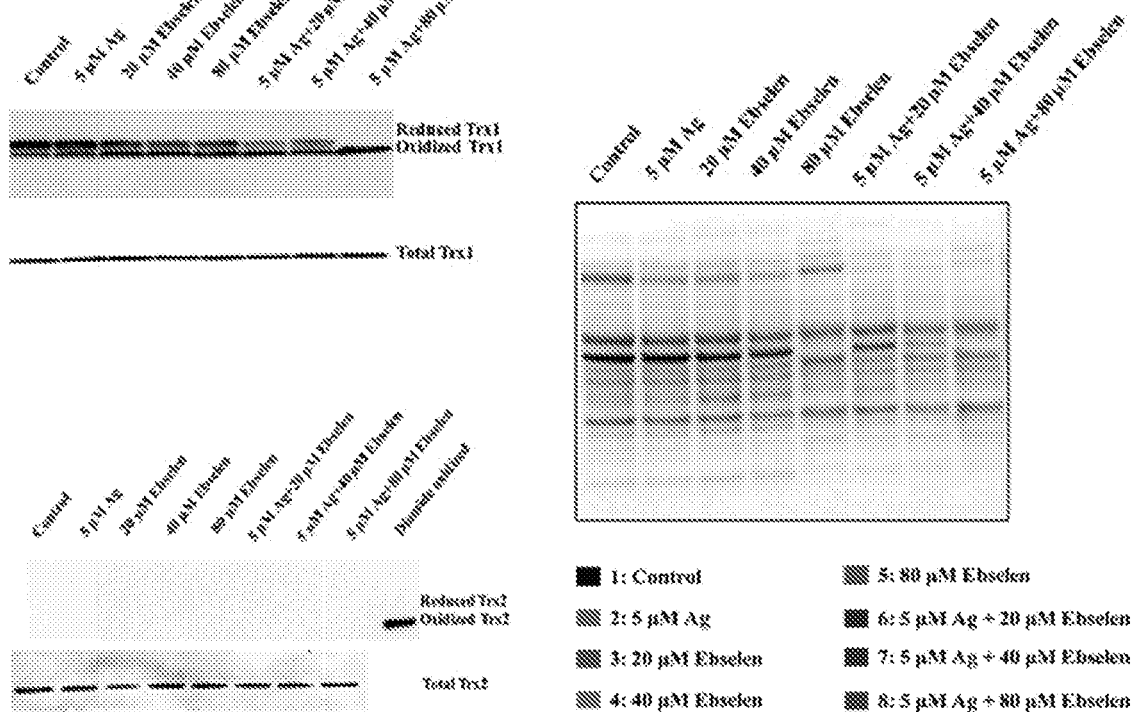 Control
5 µM Ag
20 µM Ebselen
40 µM Ebselen
80 µM Ebselen
5 µM Ag+20 µM
5 µM Ag+40 µM
5 µM Ag+80 µ
Reduced Trx1
Oxidized Trx1
Total Trx1
Control
5 µM Ag
20 µM Ebselen
40 µM Ebselen
80 µM Ebselen
5 µM Ag+20 µM Ebselen
5 µM Ag+40 µM Ebselen
5 µM Ag+80 µM Ebselen
Control
5 µM Ag
20 µM Ebselen
40 µM Ebselen
80 µM Ebselen
5 µM Ag+20 µM Ebselen
5 µM Ag+40 µM Ebselen
5 µM Ag+80 µM Ebselen
Diamide oxidized
Reduced Trx2
Oxidized Trx2
Total Trx2
1: Control
2: 5 µM Ag
3: 20 µM Ebselen
4: 40 µM Ebselen
5: 80 µM Ebselen
6: 5 µM Ag + 20 µM Ebselen
7: 5 µM Ag + 40 µM Ebselen
8: 5 µM Ag + 80 µM Ebselen